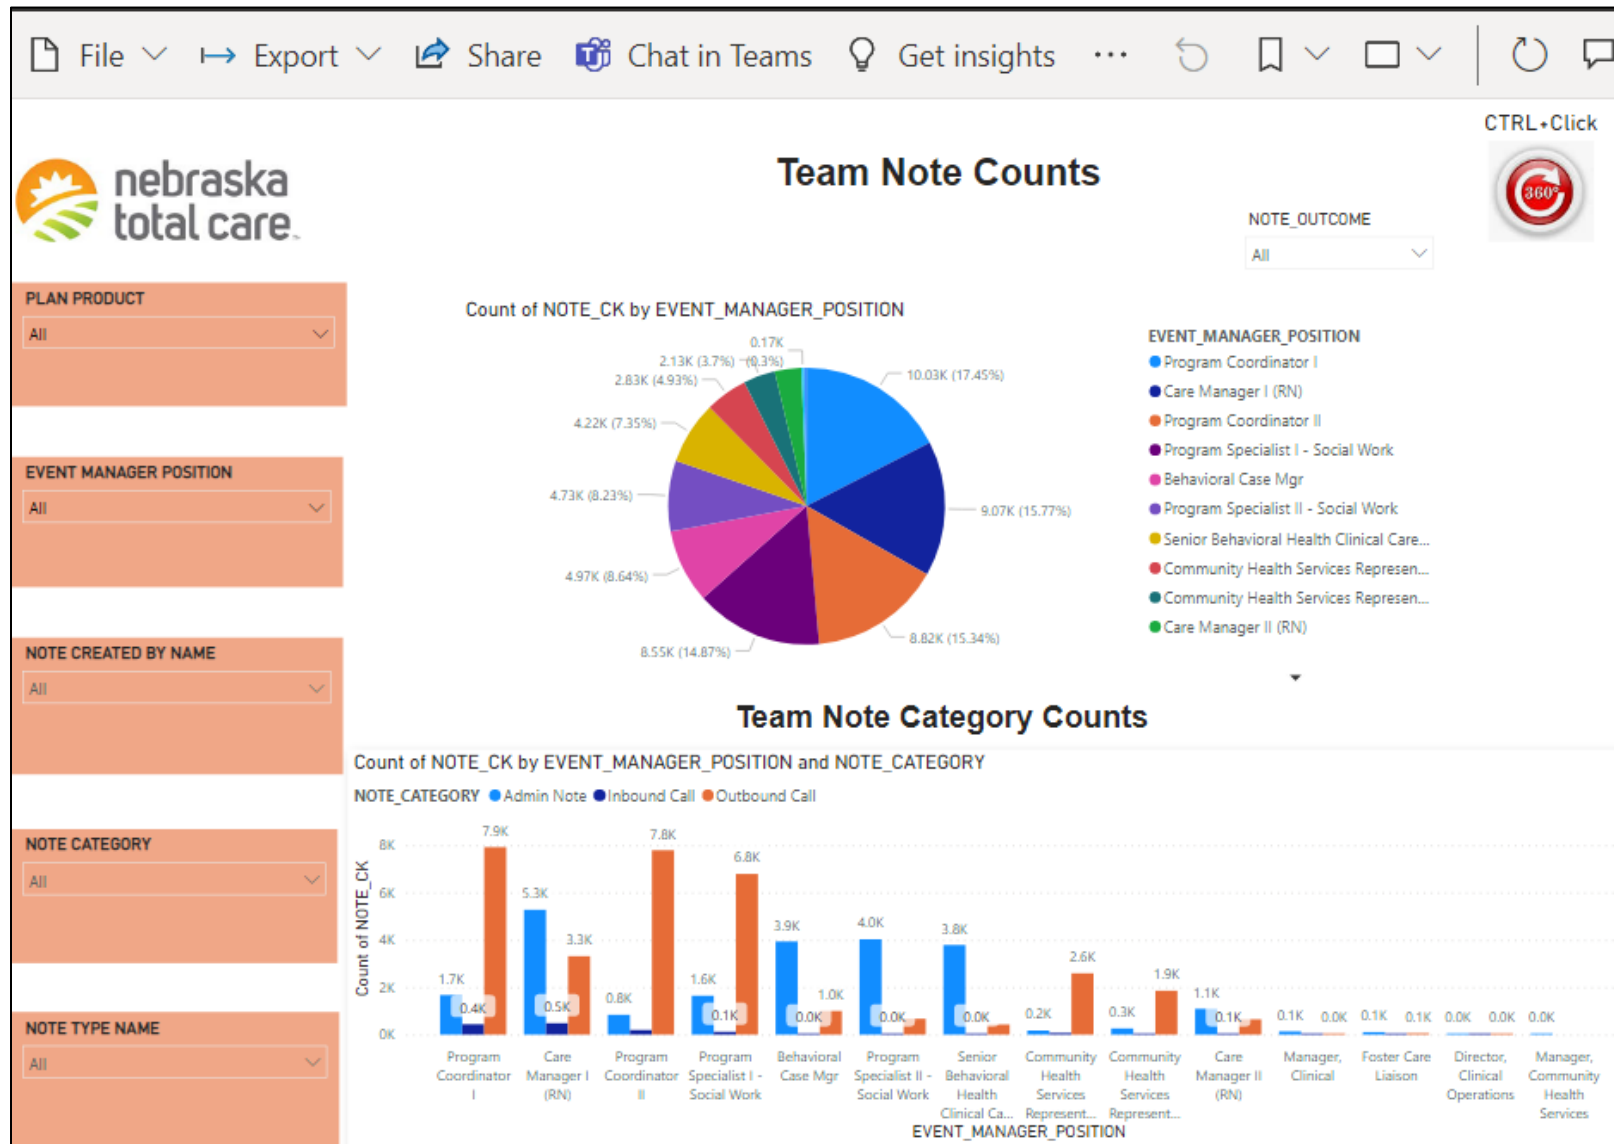 File
Export
Share
Chat in Teams
Get insights
CTRL+Click
360°
nebraska
total care
Team Note Counts
NOTE_OUTCOME
All
PLAN PRODUCT
All
EVENT MANAGER POSITION
All
NOTE CREATED BY NAME
All
NOTE CATEGORY
All
NOTE TYPE NAME
All
Count of NOTE_CK by EVENT_MANAGER_POSITION
0.17K
(0.3%)
2.13K (3.7%)
2.83K (4.93%)
4.22K (7.35%)
4.73K (8.23%)
4.97K (8.64%)
8.55K (14.87%)
10.03K (17.45%)
9.07K (15.77%)
8.82K (15.34%)
EVENT_MANAGER_POSITION
Program Coordinator I
Care Manager I (RN)
Program Coordinator II
Program Specialist I - Social Work
Behavioral Case Mgr
Program Specialist II - Social Work
Senior Behavioral Health Clinical Care...
Community Health Services Represen...
Community Health Services Represen...
Care Manager II (RN)
Team Note Category Counts
Count of NOTE_CK by EVENT_MANAGER_POSITION and NOTE_CATEGORY
NOTE_CATEGORY Admin Note Inbound Call Outbound Call
Count of NOTE_CK
8K
6K
4K
2K
0K
1.7K 0.4K 7.9K
5.3K 0.5K 3.3K
0.8K 7.8K
1.6K 0.1K 6.8K
3.9K 0.0K 1.0K
4.0K 0.0K
3.8K 0.0K
0.2K 2.6K
0.3K 1.9K
1.1K 0.1K
0.1K 0.0K
0.1K 0.1K
0.0K 0.0K
0.0K
Program
Coordinator
I
Care
Manager I
(RN)
Program
Coordinator
II
Program
Specialist I -
Social Work
Behavioral
Case Mgr
Program
Specialist II -
Social Work
Senior
Behavioral
Health
Clinical Ca...
Community
Health
Services
Represent...
Community
Health
Services
Represent...
Care
Manager II
(RN)
Manager,
Clinical
Foster Care
Liaison
Director,
Clinical
Operations
Manager,
Community
Health
Services
EVENT_MANAGER_POSITION